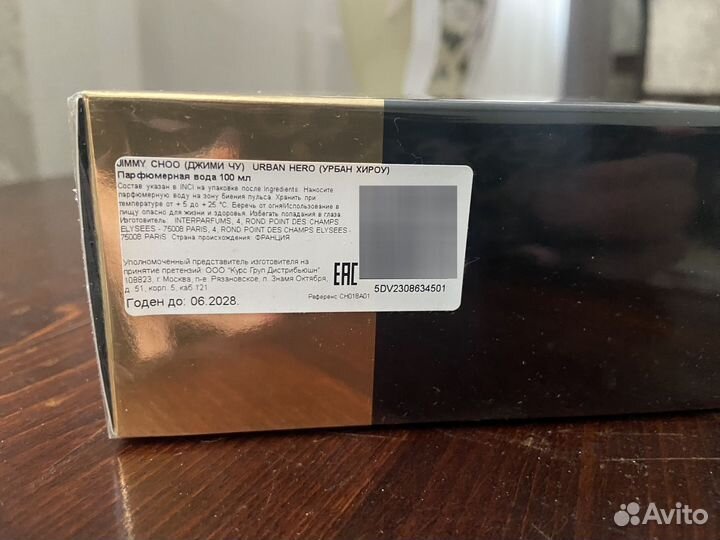 JIMMY CHOO (ДЖИМИ ЧУ) URBAN HERO (УРБАН ХИРОУ)
Парфюмерная вода 100 мл
Состав указан в INCI на упаковке после Ingredients. Наносите
парфюмерную воду на зону биения пульса. Хранить при
температуре от + 5 до + 25 °C. Беречь от огня!Использование в
пищу опасно для жизни и здоровья. Избегать попадания в глаза.
Изготовитель: INTERPARFUMS, 4, ROND POINT DES CHAMPS
ELYSEES - 75008 PARIS, 4, ROND POINT DES CHAMPS ELYSEES -
75008 PARIS Страна происхождения: ФРАНЦИЯ
Уполномоченный представитель изготовителя на
принятие претензий: ООО "Курс Груп Дистрибьюшн"
108823, г. Москва, п-е Рязановское, п. Знамя Октября,
д. 51, корп. 5, каб.121
Годен до: 06.2028.
EAC
Референс CH018A01
5DV2308634501
Avito